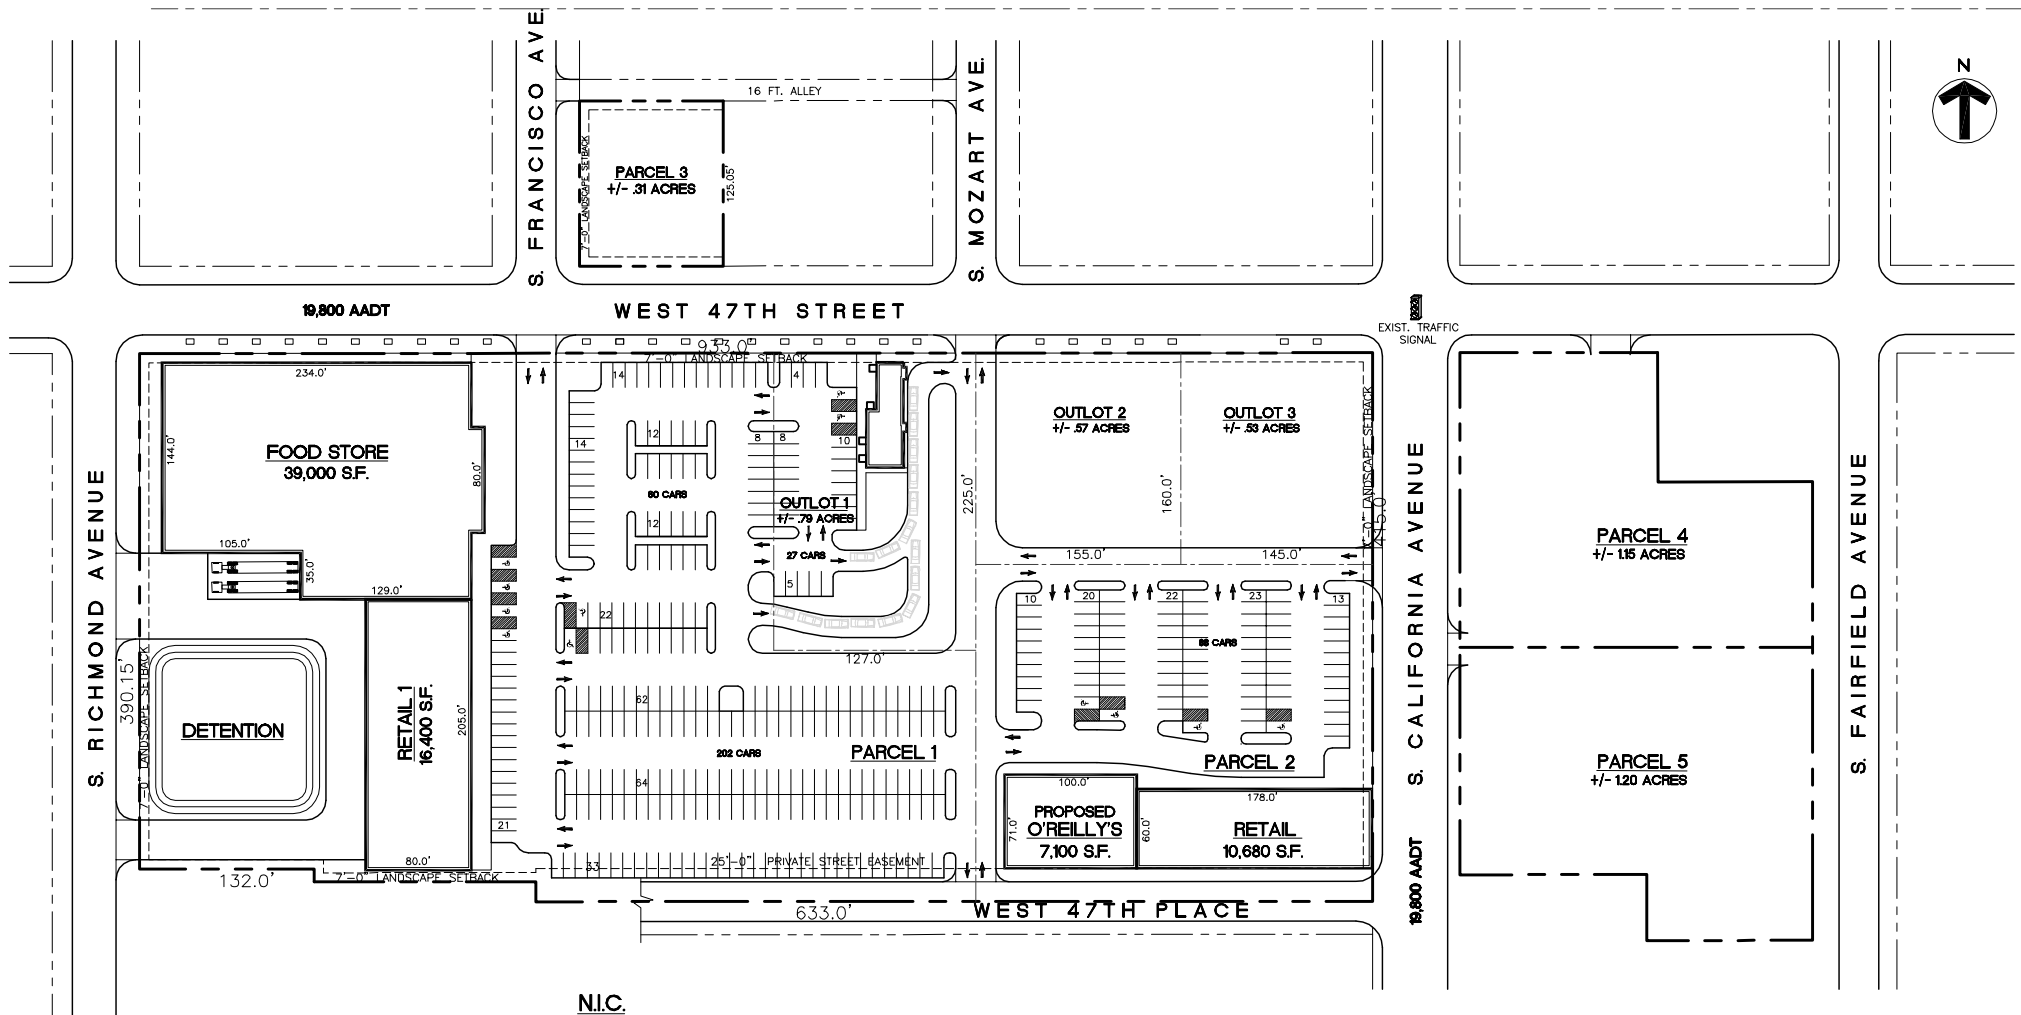 N
S. FRANCISCO AVE.
S. MOZART AVE.
16 FT. ALLEY
7'-0" LANDSCAPE SETBACK
PARCEL 3
+/- .31 ACRES
125.05'
19,800 AADT
WEST 47TH STREET
EXIST. TRAFFIC
SIGNAL
933.0'
7'-0" LANDSCAPE SETBACK
234.0'
144.0'
FOOD STORE
39,000 S.F.
80.0'
105.0'
35.0'
129.0'
14
4
14
12
8
8
10
60 CARS
12
OUTLOT 1
+/- .79 ACRES
27 CARS
5
22
127.0'
225.0'
OUTLOT 2
+/- .57 ACRES
160.0'
OUTLOT 3
+/- .53 ACRES
7'-0" LANDSCAPE SETBACK
415.0'
155.0'
145.0'
10
20
22
23
13
88 CARS
S. RICHMOND AVENUE
390.15'
7'-0" LANDSCAPE SETBACK
DETENTION
RETAIL 1
16,400 S.F.
205.0'
80.0'
21
62
202 CARS
PARCEL 1
64
33
25'-0" PRIVATE STREET EASEMENT
PARCEL 2
100.0'
71.0'
PROPOSED
O'REILLY'S
7,100 S.F.
60.0'
178.0'
RETAIL
10,680 S.F.
132.0'
7'-0" LANDSCAPE SETBACK
633.0'
WEST 47TH PLACE
S. CALIFORNIA AVENUE
19,800 AADT
PARCEL 4
+/- 1.15 ACRES
PARCEL 5
+/- 1.20 ACRES
S. FAIRFIELD AVENUE
N.I.C.